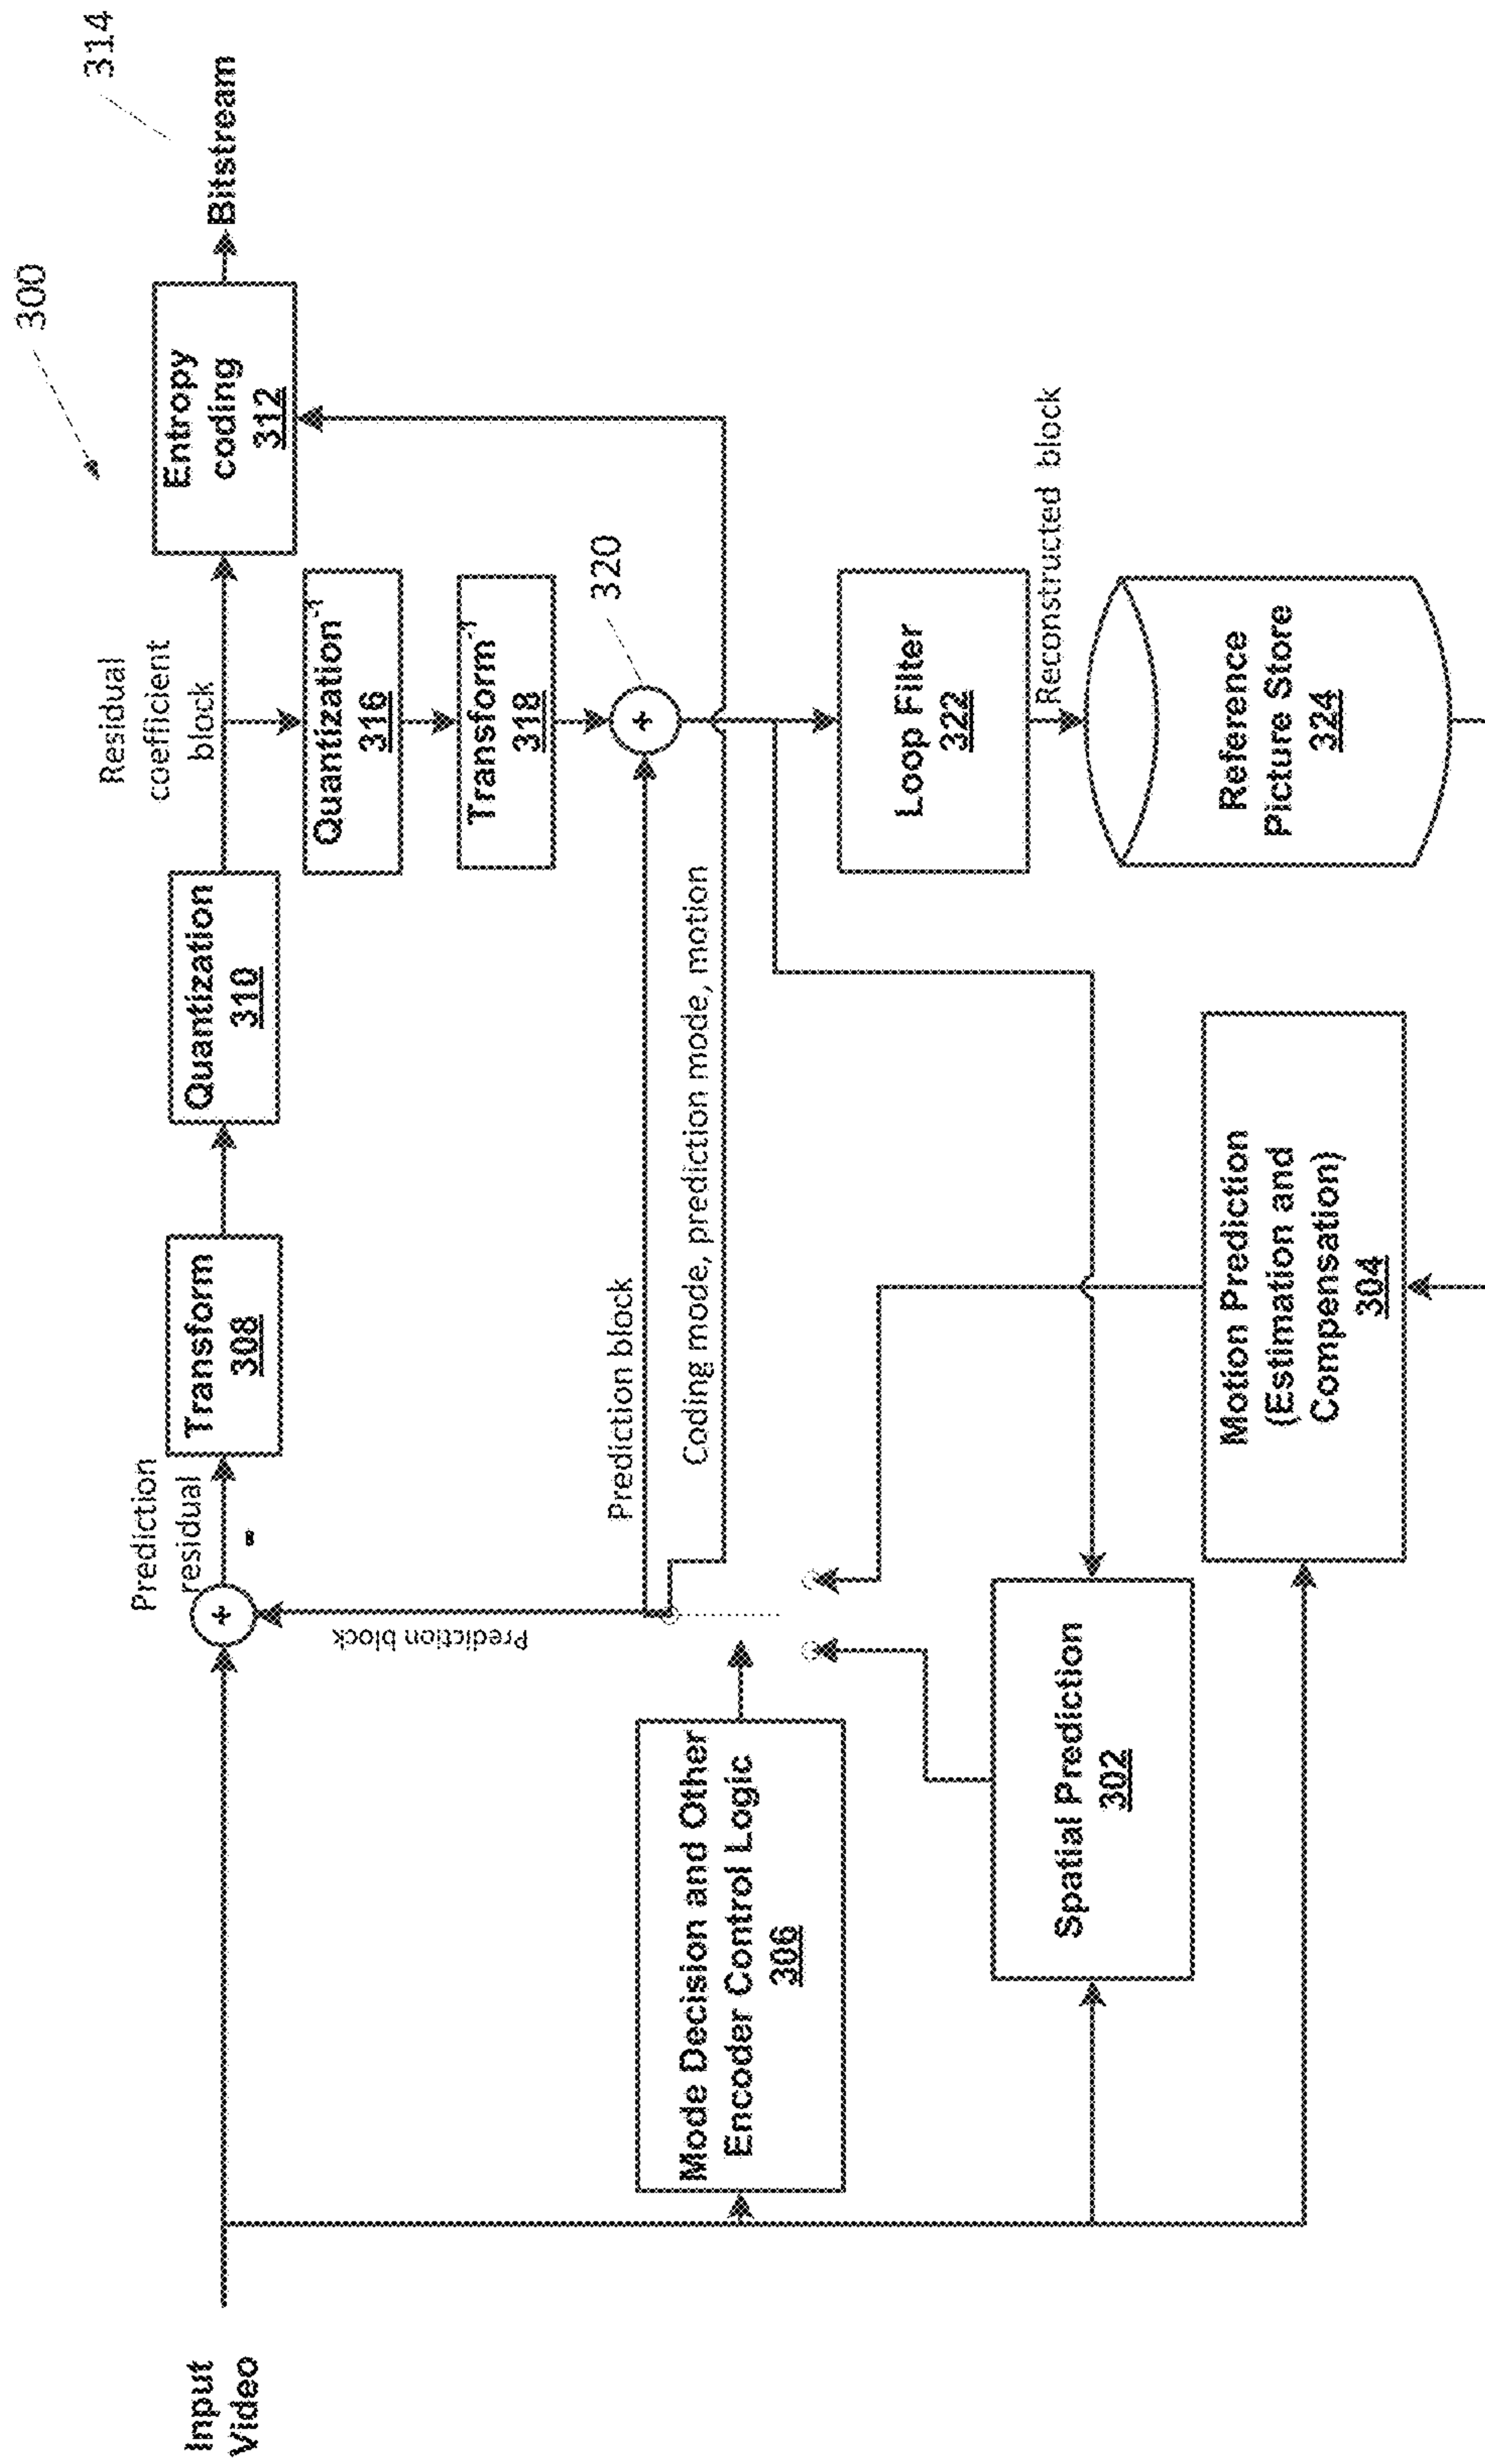 300
314
Input
Video
Prediction
residual
-
+
Transform
308
Quantization
310
Residual
coefficient
block
Entropy
coding
312
Bitstream
Quantization-1
316
Transform-1
318
+
320
Prediction block
Prediction block
Coding mode, prediction mode, motion
Mode Decision and Other
Encoder Control Logic
306
Spatial Prediction
302
Motion Prediction
(Estimation and
Compensation)
304
Loop Filter
322
Reconstructed block
Reference
Picture Store
324